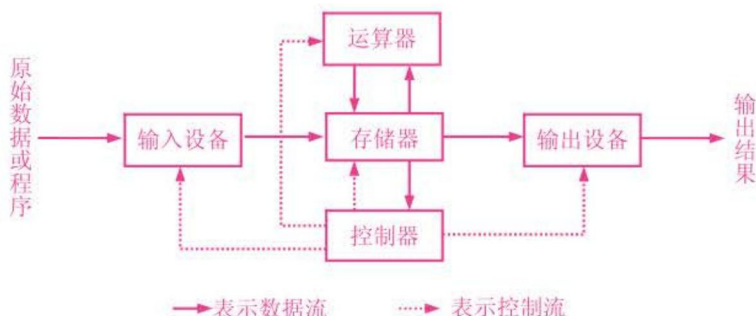 运算器
原始数据或程序
输入设备
存储器
输出设备
输出结果
控制器
表示数据流
表示控制流